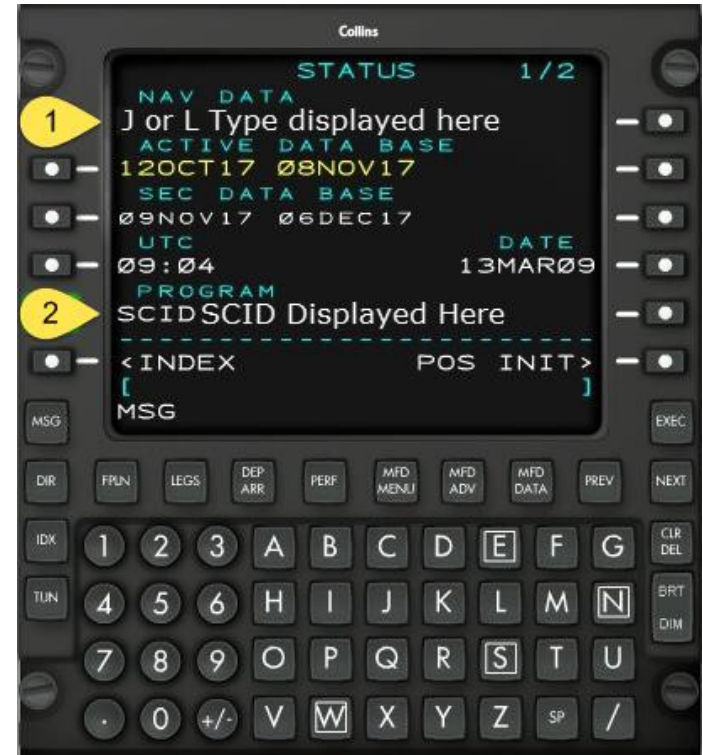 Collins
STATUS 1/2
NAV DATA
1
J or L Type displayed here
ACTIVE DATA BASE
12OCT17 Ø8NOV17
SEC DATA BASE
Ø9NOV17 Ø6DEC17
UTC DATE
Ø9:Ø4 13MARØ9
PROGRAM
2
SCID SCID Displayed Here
<INDEX POS INIT>
[ ]
MSG
MSG EXEC
DIR FPLN LEGS DEP ARR PERF MFD MENU MFD ADV MFD DATA PREV NEXT
IDX 1 2 3 A B C D E F G CLR DEL
TUN 4 5 6 H I J K L M N BRT DIM
7 8 9 O P Q R S T U
. 0 +/- V W X Y Z SP /